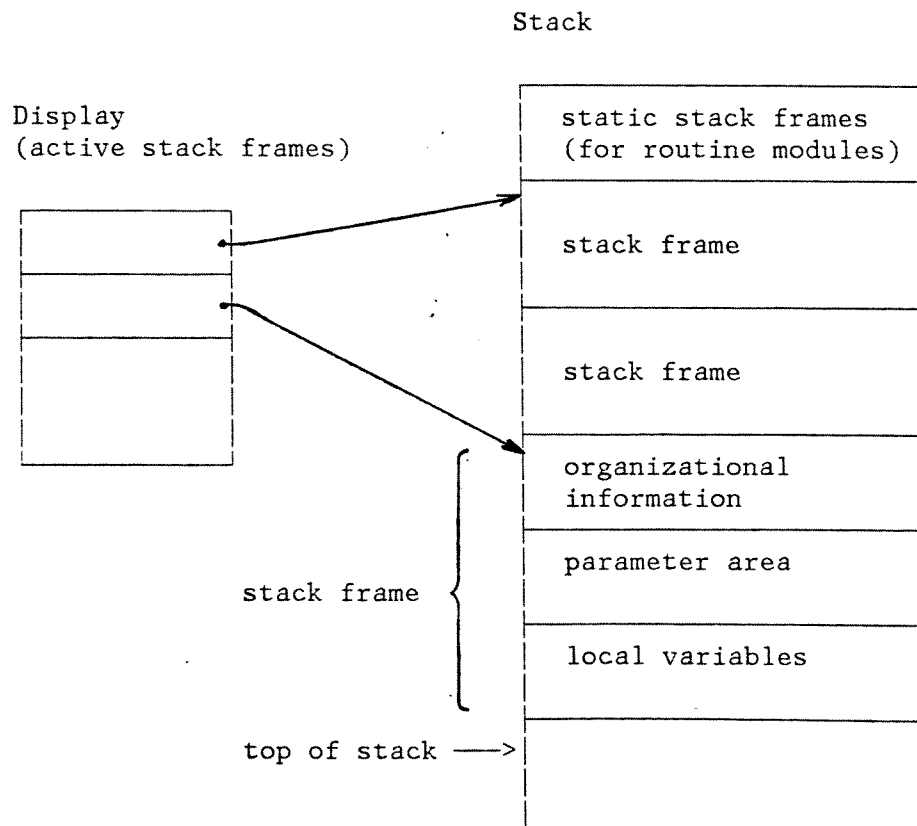 Stack
Display
(active stack frames)
static stack frames
(for routine modules)
stack frame
stack frame
organizational
information
parameter area
stack frame
local variables
top of stack